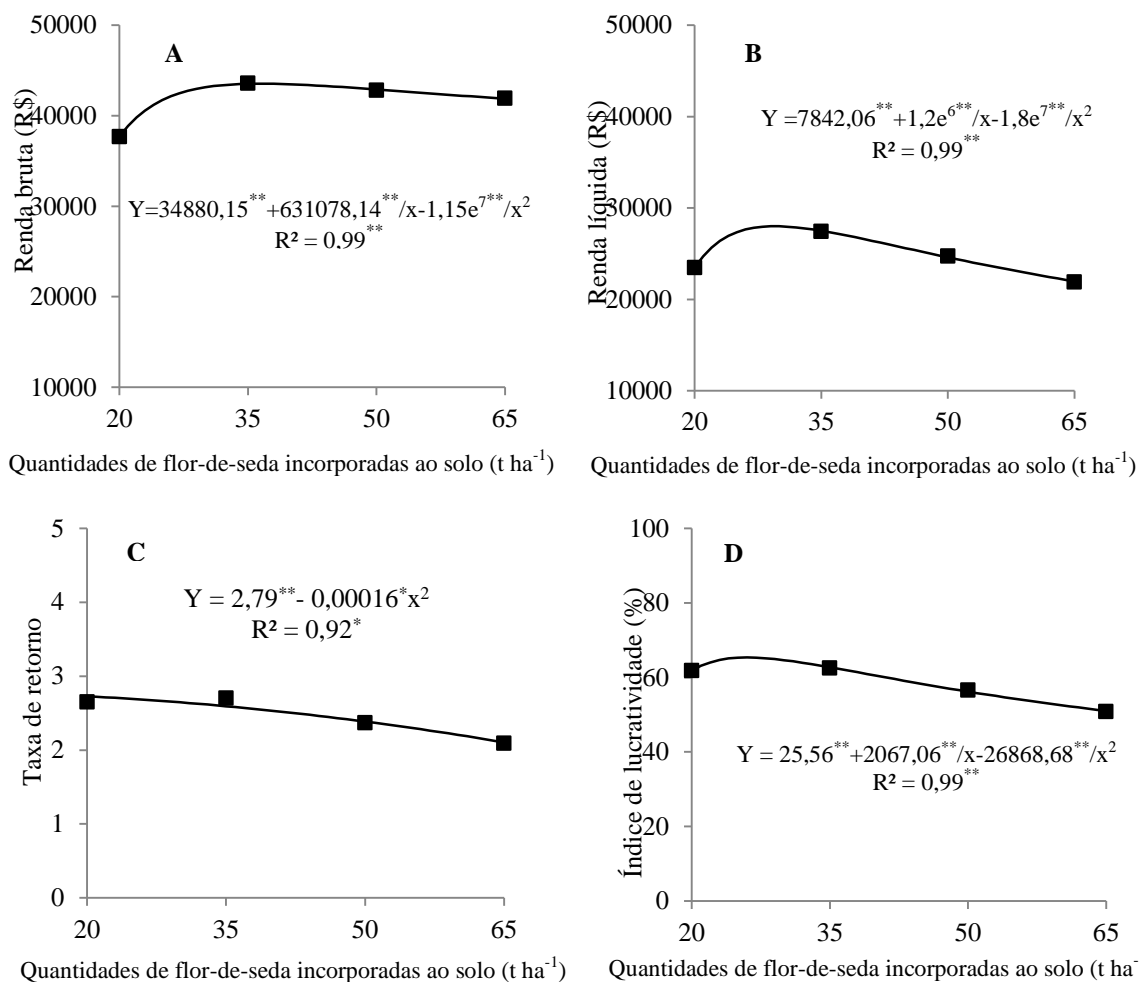 A
Renda bruta (R$)
50000
40000
30000
20000
10000
Y=34880,15**+631078,14**/x-1,15e⁷**/x²
R² = 0,99**
20 35 50 65
Quantidades de flor-de-seda incorporadas ao solo (t ha⁻¹)
B
Renda líquida (R$)
50000
40000
30000
20000
10000
Y =7842,06**+1,2e⁶**/x-1,8e⁷**/x²
R² = 0,99**
20 35 50 65
Quantidades de flor-de-seda incorporadas ao solo (t ha⁻¹)
C
Taxa de retorno
5
4
3
2
1
0
Y = 2,79**- 0,00016*x²
R² = 0,92*
20 35 50 65
Quantidades de flor-de-seda incorporadas ao solo (t ha⁻¹)
D
Índice de lucratividade (%)
100
80
60
40
20
0
Y = 25,56**+2067,06**/x-26868,68**/x²
R² = 0,99**
20 35 50 65
Quantidades de flor-de-seda incorporadas ao solo (t ha⁻